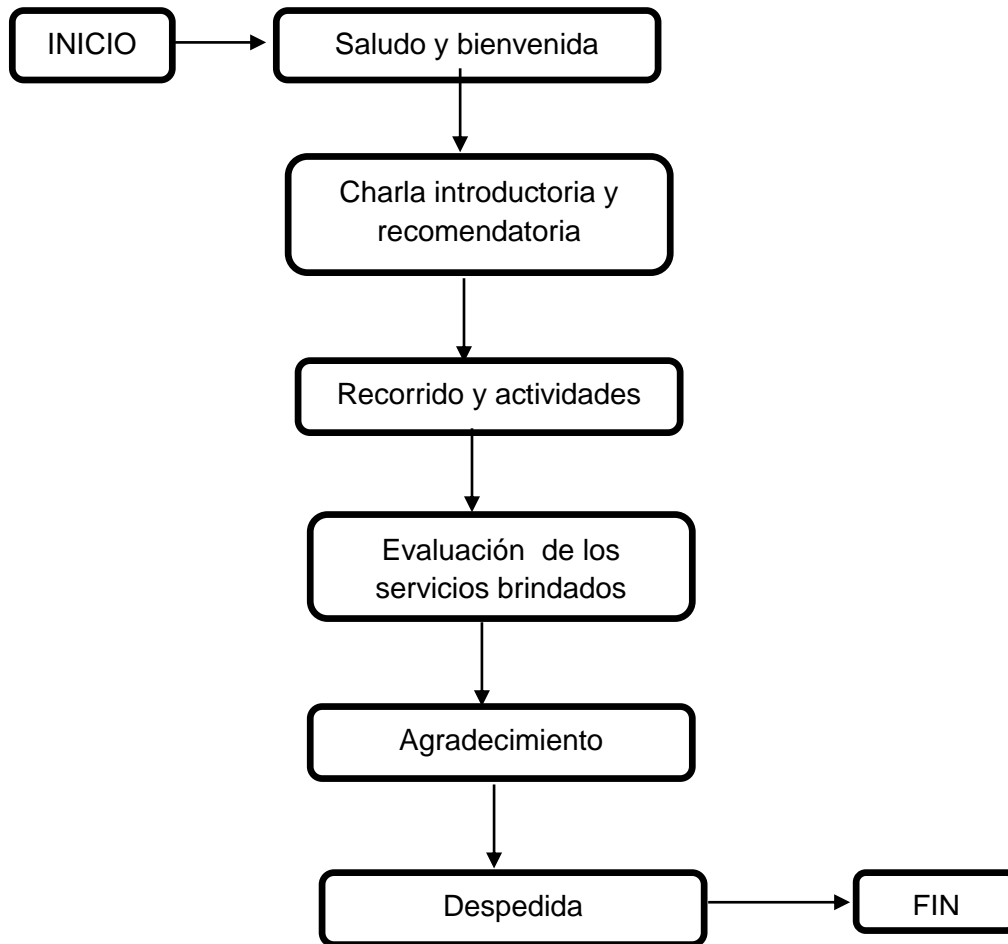 INICIO
Saludo y bienvenida
Charla introductoria y
recomendatoria
Recorrido y actividades
Evaluación  de los
servicios brindados
Agradecimiento
Despedida
FIN